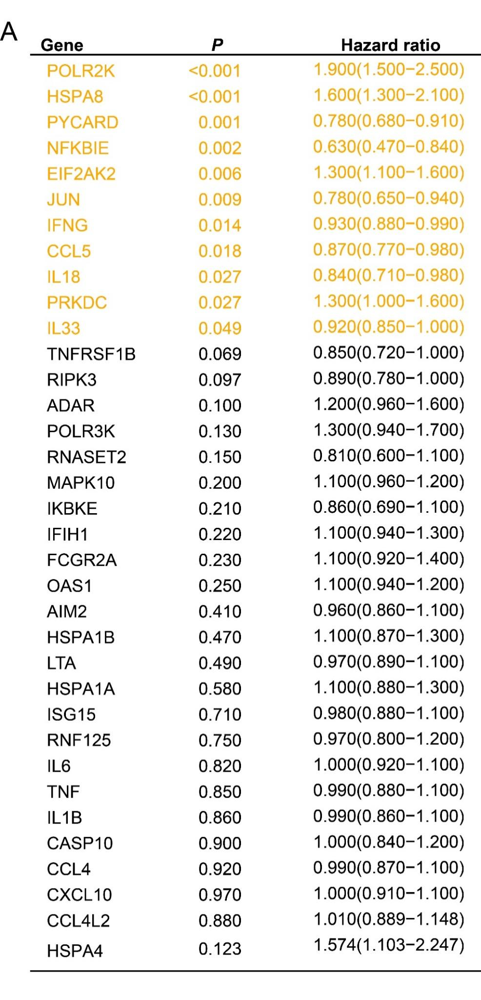 A
Gene P Hazard ratio
POLR2K <0.001 1.900(1.500−2.500)
HSPA8 <0.001 1.600(1.300−2.100)
PYCARD 0.001 0.780(0.680−0.910)
NFKBIE 0.002 0.630(0.470−0.840)
EIF2AK2 0.006 1.300(1.100−1.600)
JUN 0.009 0.780(0.650−0.940)
IFNG 0.014 0.930(0.880−0.990)
CCL5 0.018 0.870(0.770−0.980)
IL18 0.027 0.840(0.710−0.980)
PRKDC 0.027 1.300(1.000−1.600)
IL33 0.049 0.920(0.850−1.000)
TNFRSF1B 0.069 0.850(0.720−1.000)
RIPK3 0.097 0.890(0.780−1.000)
ADAR 0.100 1.200(0.960−1.600)
POLR3K 0.130 1.300(0.940−1.700)
RNASET2 0.150 0.810(0.600−1.100)
MAPK10 0.200 1.100(0.960−1.200)
IKBKE 0.210 0.860(0.690−1.100)
IFIH1 0.220 1.100(0.940−1.300)
FCGR2A 0.230 1.100(0.920−1.400)
OAS1 0.250 1.100(0.940−1.200)
AIM2 0.410 0.960(0.860−1.100)
HSPA1B 0.470 1.100(0.870−1.300)
LTA 0.490 0.970(0.890−1.100)
HSPA1A 0.580 1.100(0.880−1.300)
ISG15 0.710 0.980(0.880−1.100)
RNF125 0.750 0.970(0.800−1.200)
IL6 0.820 1.000(0.920−1.100)
TNF 0.850 0.990(0.880−1.100)
IL1B 0.860 0.990(0.860−1.100)
CASP10 0.900 1.000(0.840−1.200)
CCL4 0.920 0.990(0.870−1.100)
CXCL10 0.970 1.000(0.910−1.100)
CCL4L2 0.880 1.010(0.889−1.148)
HSPA4 0.123 1.574(1.103−2.247)